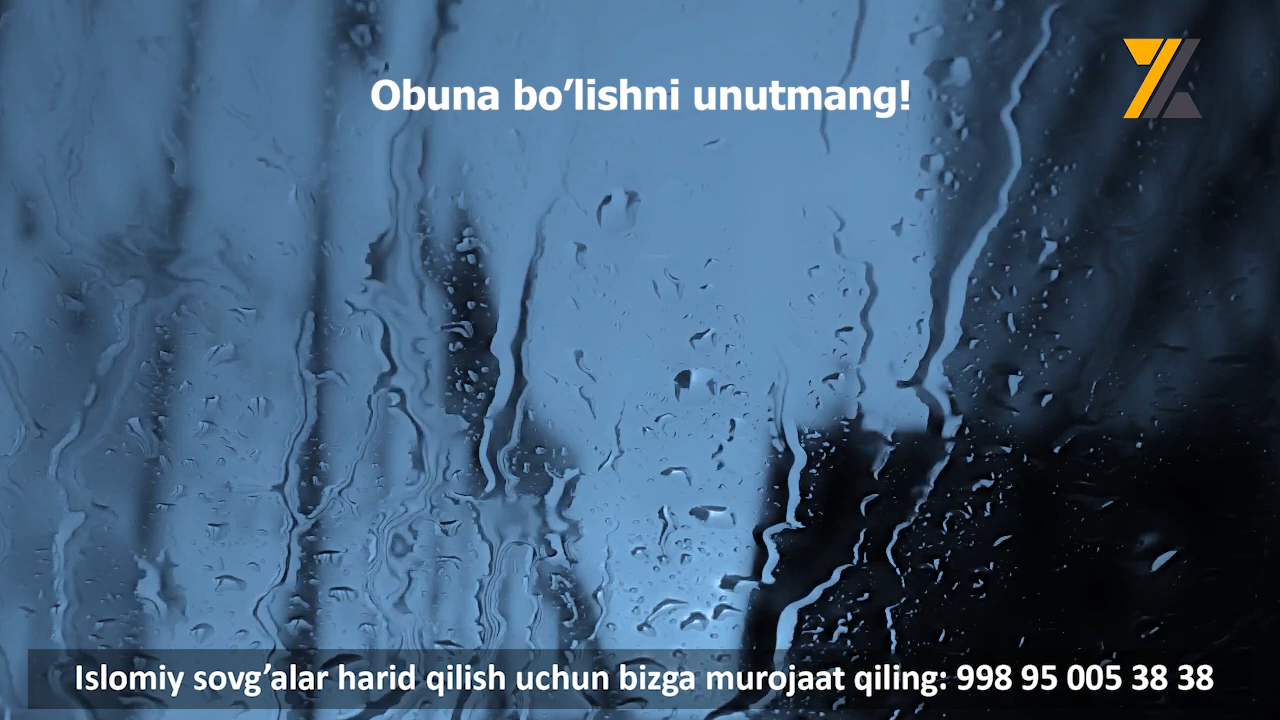 Obuna bo’lishni unutmang!
Islomiy sovg’alar harid qilish uchun bizga murojaat qiling: 998 95 005 38 38